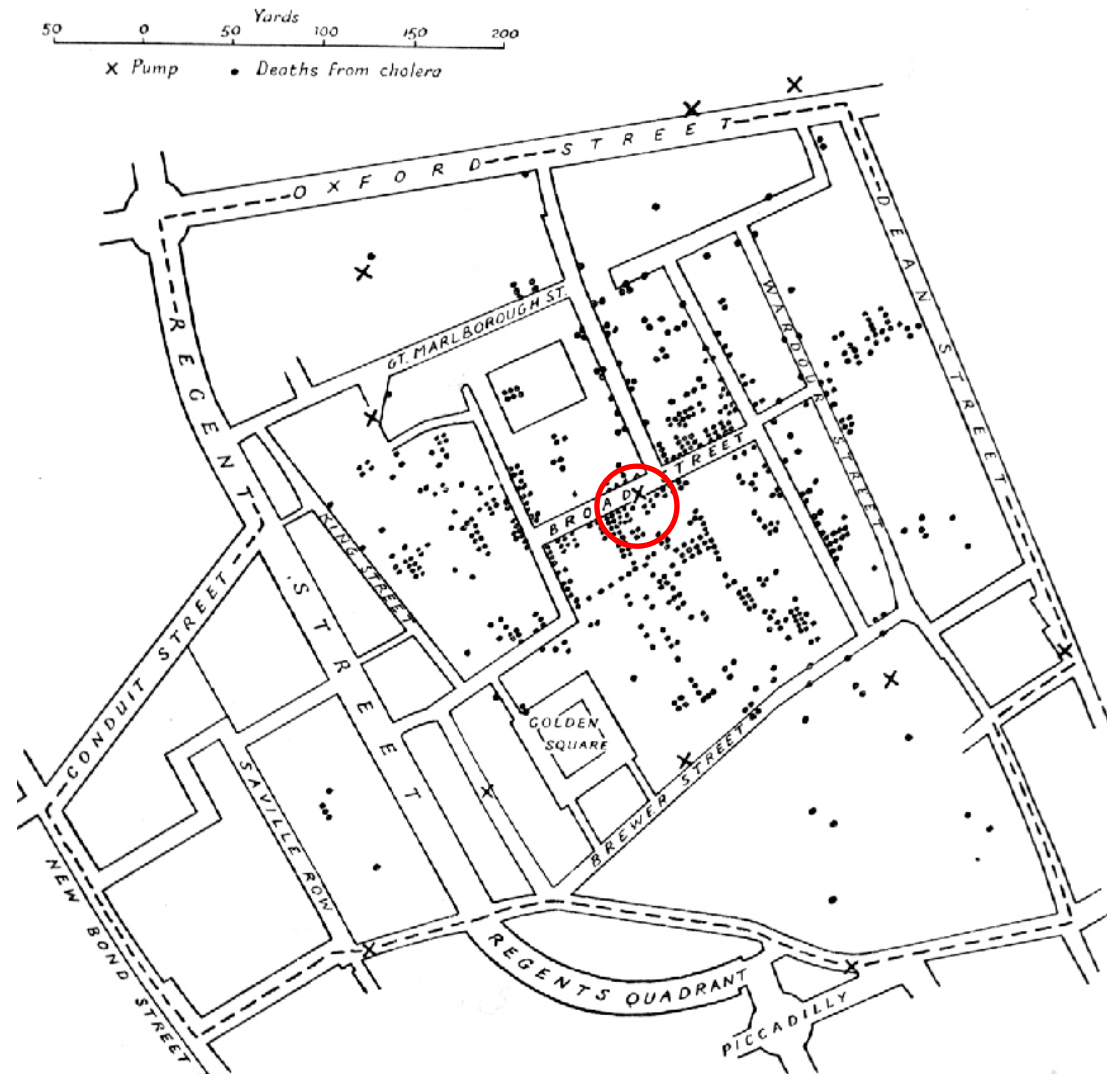 Yards
50 0 50 100 150 200
x Pump • Deaths from cholera
OXFORD STREET
DEAN STREET
REGENT STREET
WARDOUR STREET
GT. MARLBOROUGH ST.
BROAD STREET
KING STREET
CONDUIT STREET
GOLDEN
SQUARE
SAVILLE ROW
BREWER STREET
NEW BOND STREET
REGENTS QUADRANT
PICCADILLY